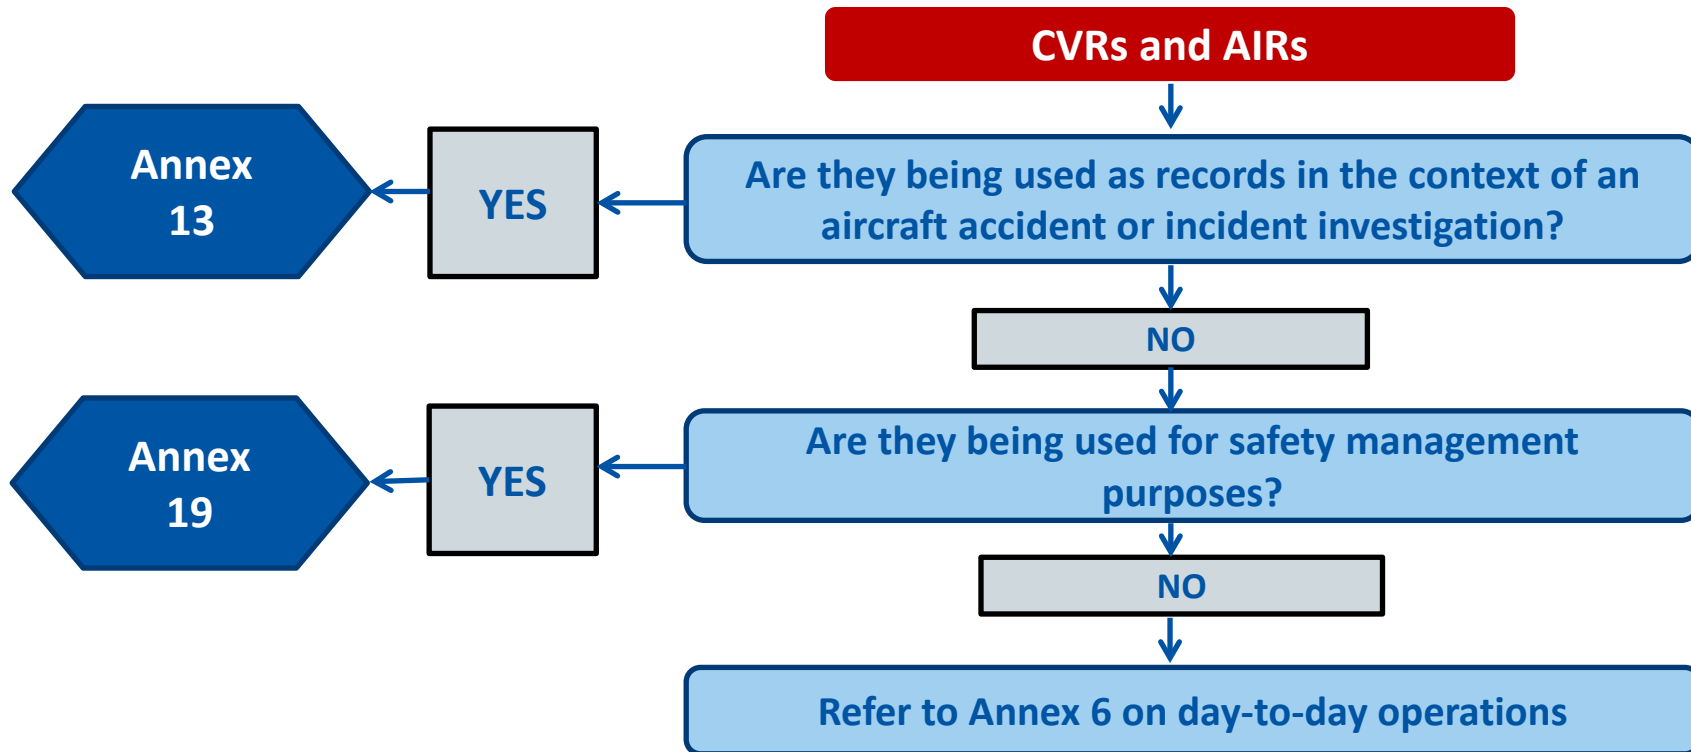 CVRs and AIRs
Are they being used as records in the context of an
aircraft accident or incident investigation?
YES
Annex
13
NO
Are they being used for safety management
purposes?
YES
Annex
19
NO
Refer to Annex 6 on day-to-day operations